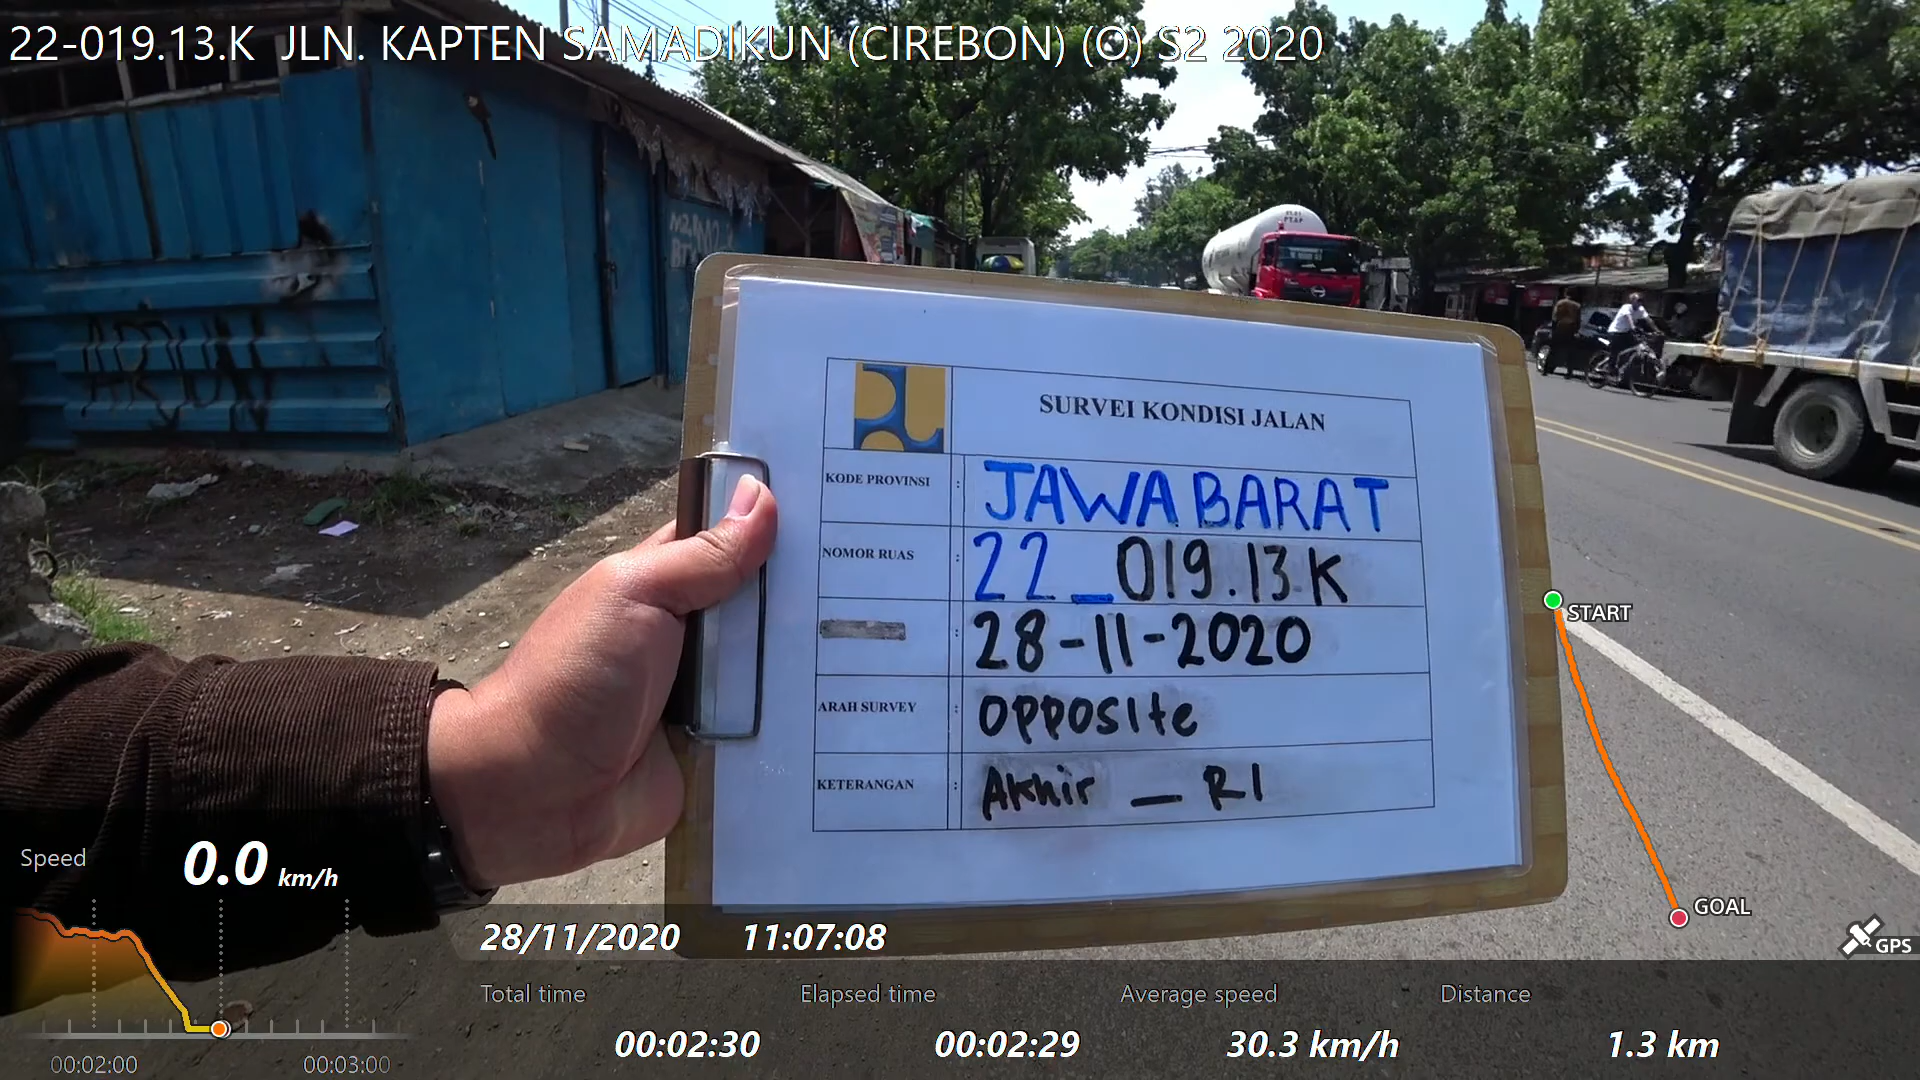 22-019.13.K JLN. KAPTEN SAMADIKUN (CIREBON) (O) S2 2020
ARJUN
SURVEI KONDISI JALAN
KODE PROVINSI : JAWA BARAT
NOMOR RUAS : 22_019.13.K
: 28-11-2020
ARAH SURVEY : Opposite
KETERANGAN : Akhir _ R1
START
GOAL
GPS
Speed 0.0 km/h
00:02:00 00:03:00
28/11/2020 11:07:08
Total time Elapsed time Average speed Distance
00:02:30 00:02:29 30.3 km/h 1.3 km